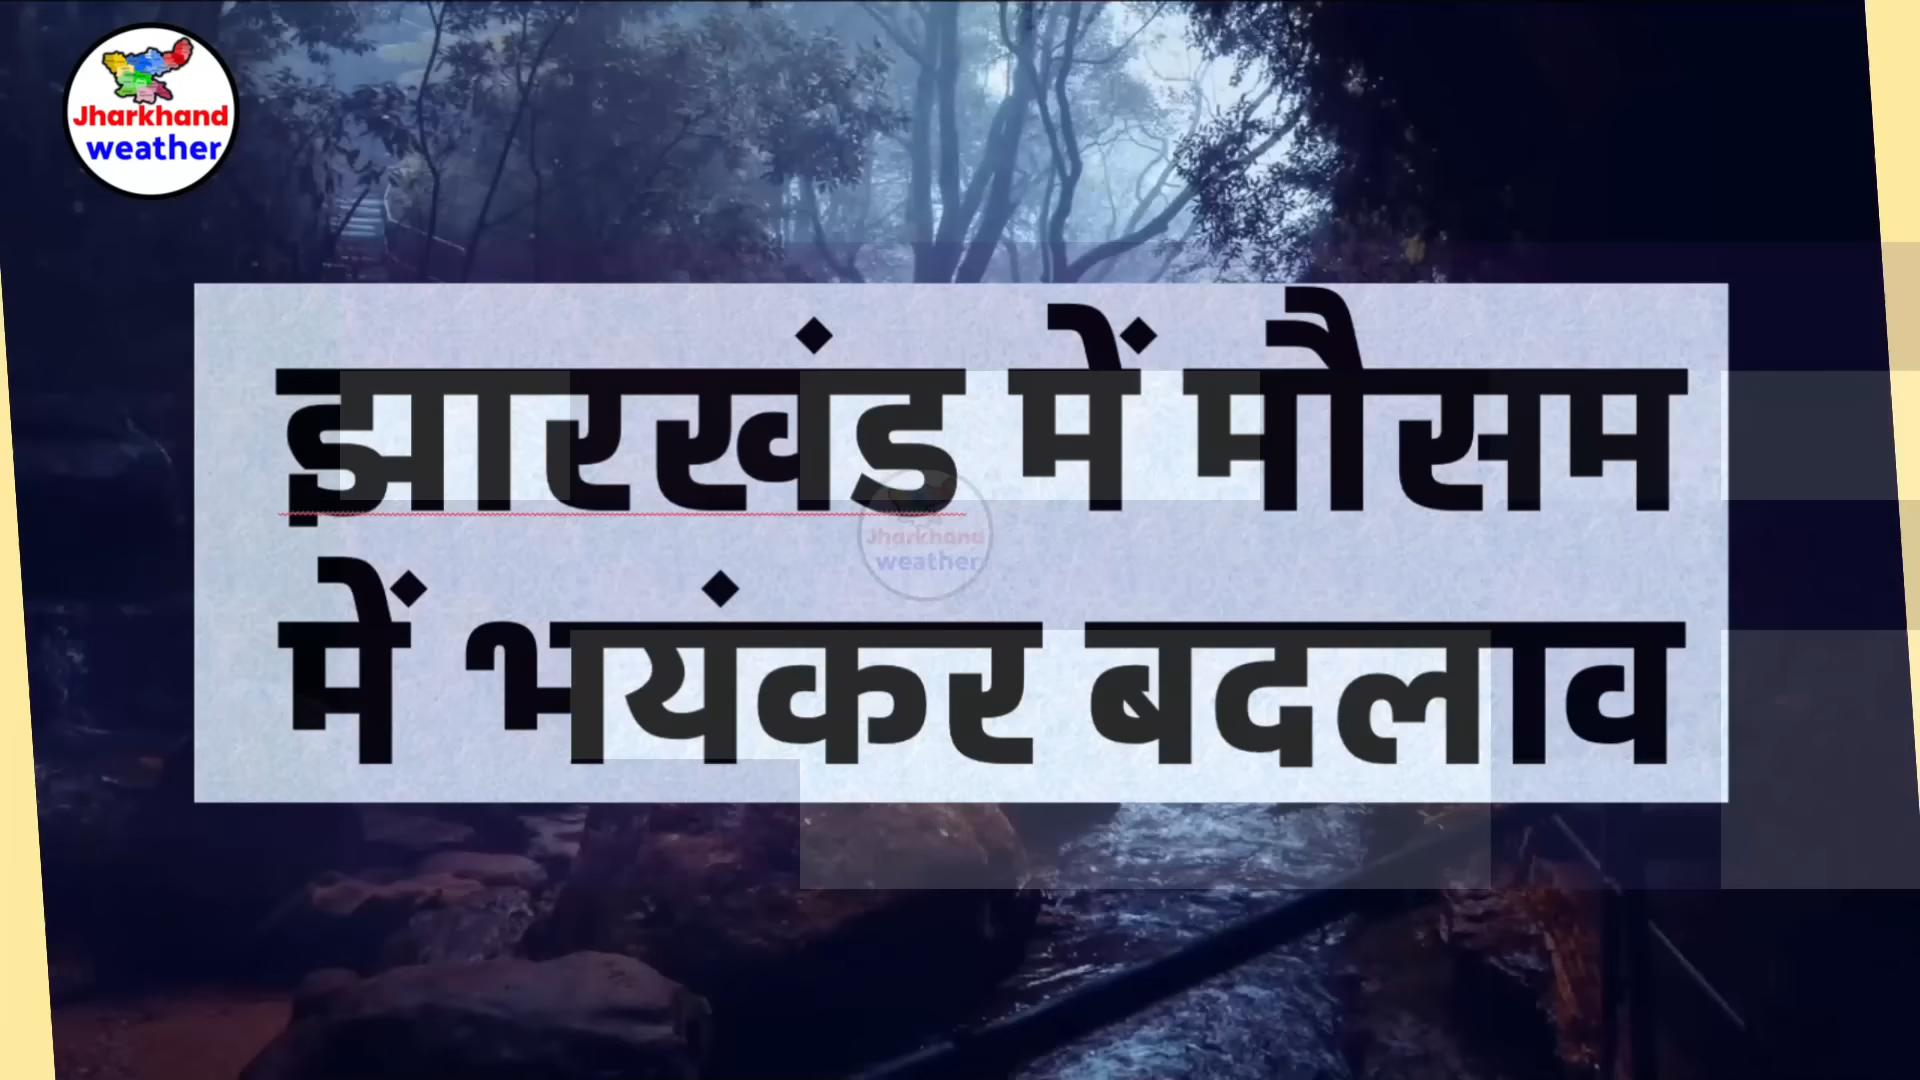 Jharkhand
weather
झारखंड में मौसम
में भयंकर बदलाव
Jharkhand
weather